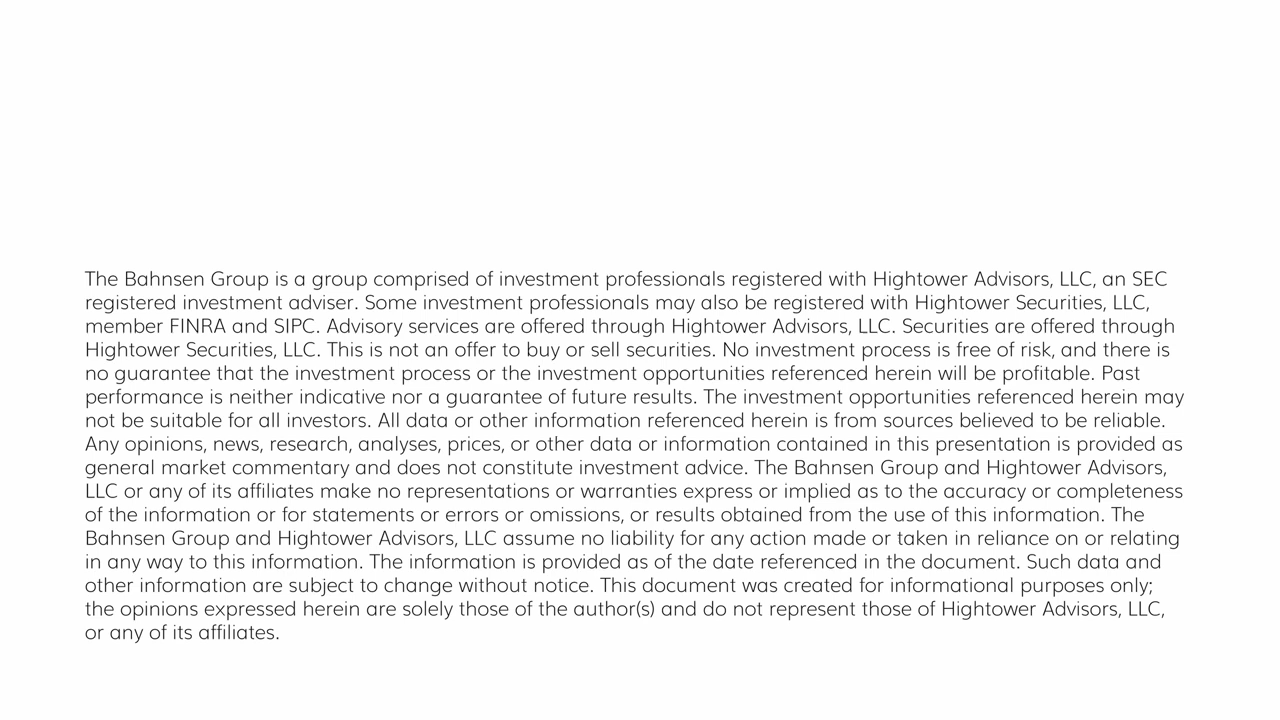 The Bahnsen Group is a group comprised of investment professionals registered with Hightower Advisors, LLC, an SEC
registered investment adviser. Some investment professionals may also be registered with Hightower Securities, LLC,
member FINRA and SIPC. Advisory services are offered through Hightower Advisors, LLC. Securities are offered through
Hightower Securities, LLC. This is not an offer to buy or sell securities. No investment process is free of risk, and there is
no guarantee that the investment process or the investment opportunities referenced herein will be profitable. Past
performance is neither indicative nor a guarantee of future results. The investment opportunities referenced herein may
not be suitable for all investors. All data or other information referenced herein is from sources believed to be reliable.
Any opinions, news, research, analyses, prices, or other data or information contained in this presentation is provided as
general market commentary and does not constitute investment advice. The Bahnsen Group and Hightower Advisors,
LLC or any of its affiliates make no representations or warranties express or implied as to the accuracy or completeness
of the information or for statements or errors or omissions, or results obtained from the use of this information. The
Bahnsen Group and Hightower Advisors, LLC assume no liability for any action made or taken in reliance on or relating
in any way to this information. The information is provided as of the date referenced in the document. Such data and
other information are subject to change without notice. This document was created for informational purposes only;
the opinions expressed herein are solely those of the author(s) and do not represent those of Hightower Advisors, LLC,
or any of its affiliates.